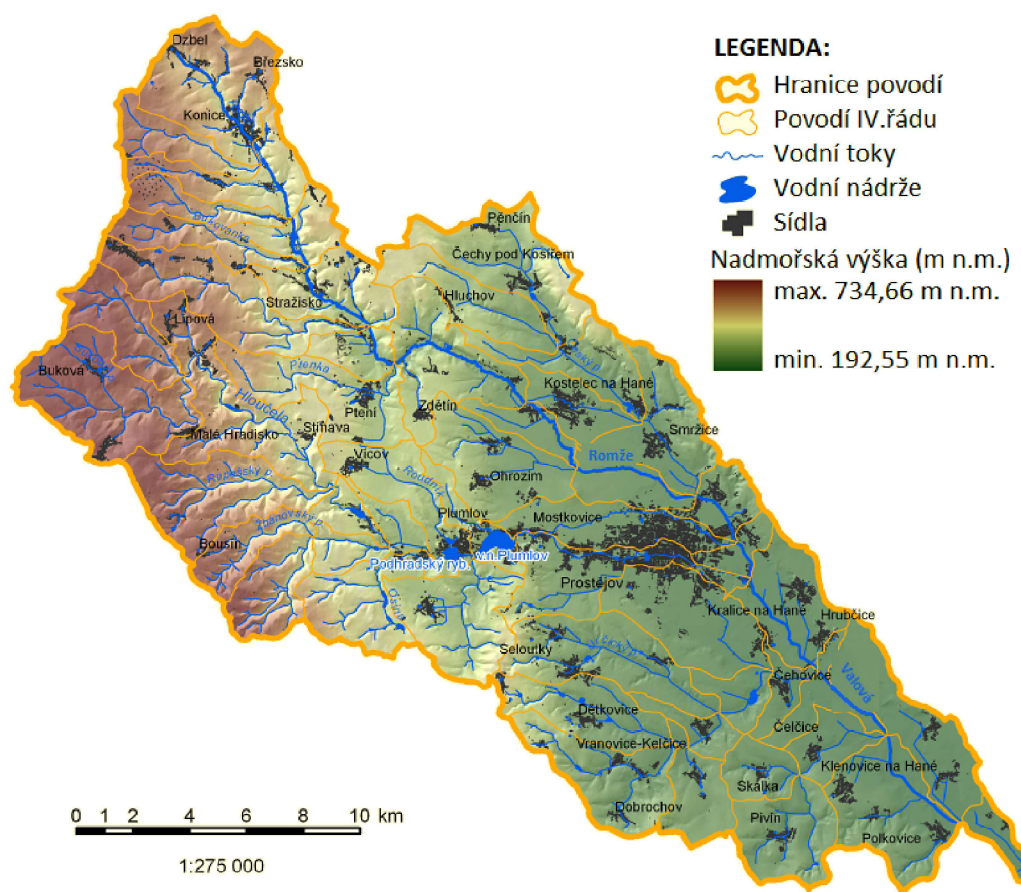 LEGENDA:
Hranice povodí
Povodí IV.řádu
Vodní toky
Vodní nádrže
Sídla
Nadmořská výška (m n.m.)
max. 734,66 m n.m.
min. 192,55 m n.m.
Dzbel
Březsko
Konice
Bukovanka
Pěnčín
Čechy pod Kosířem
Stražisko
Hluchov
Lipová
Buková
Ptenka
Kostelec na Hané
Hloučela
Ptení
Zdětín
Stínava
Smržice
Malé Hradisko
Vícov
Romže
Roudník
Ohrozim
Plumlov
Mostkovice
Bousín
Podhradský ryb.
v.n.Plumlov
Prostějov
Kralice na Hané
Hrubčice
Seloutky
Čehovice
Valová
Dětkovice
Čelčice
Vranovice-Kelčice
Klenovice na Hané
Skalka
Dobrochov
Pivín
Polkovice
0 1 2 4 6 8 10 km
1:275 000